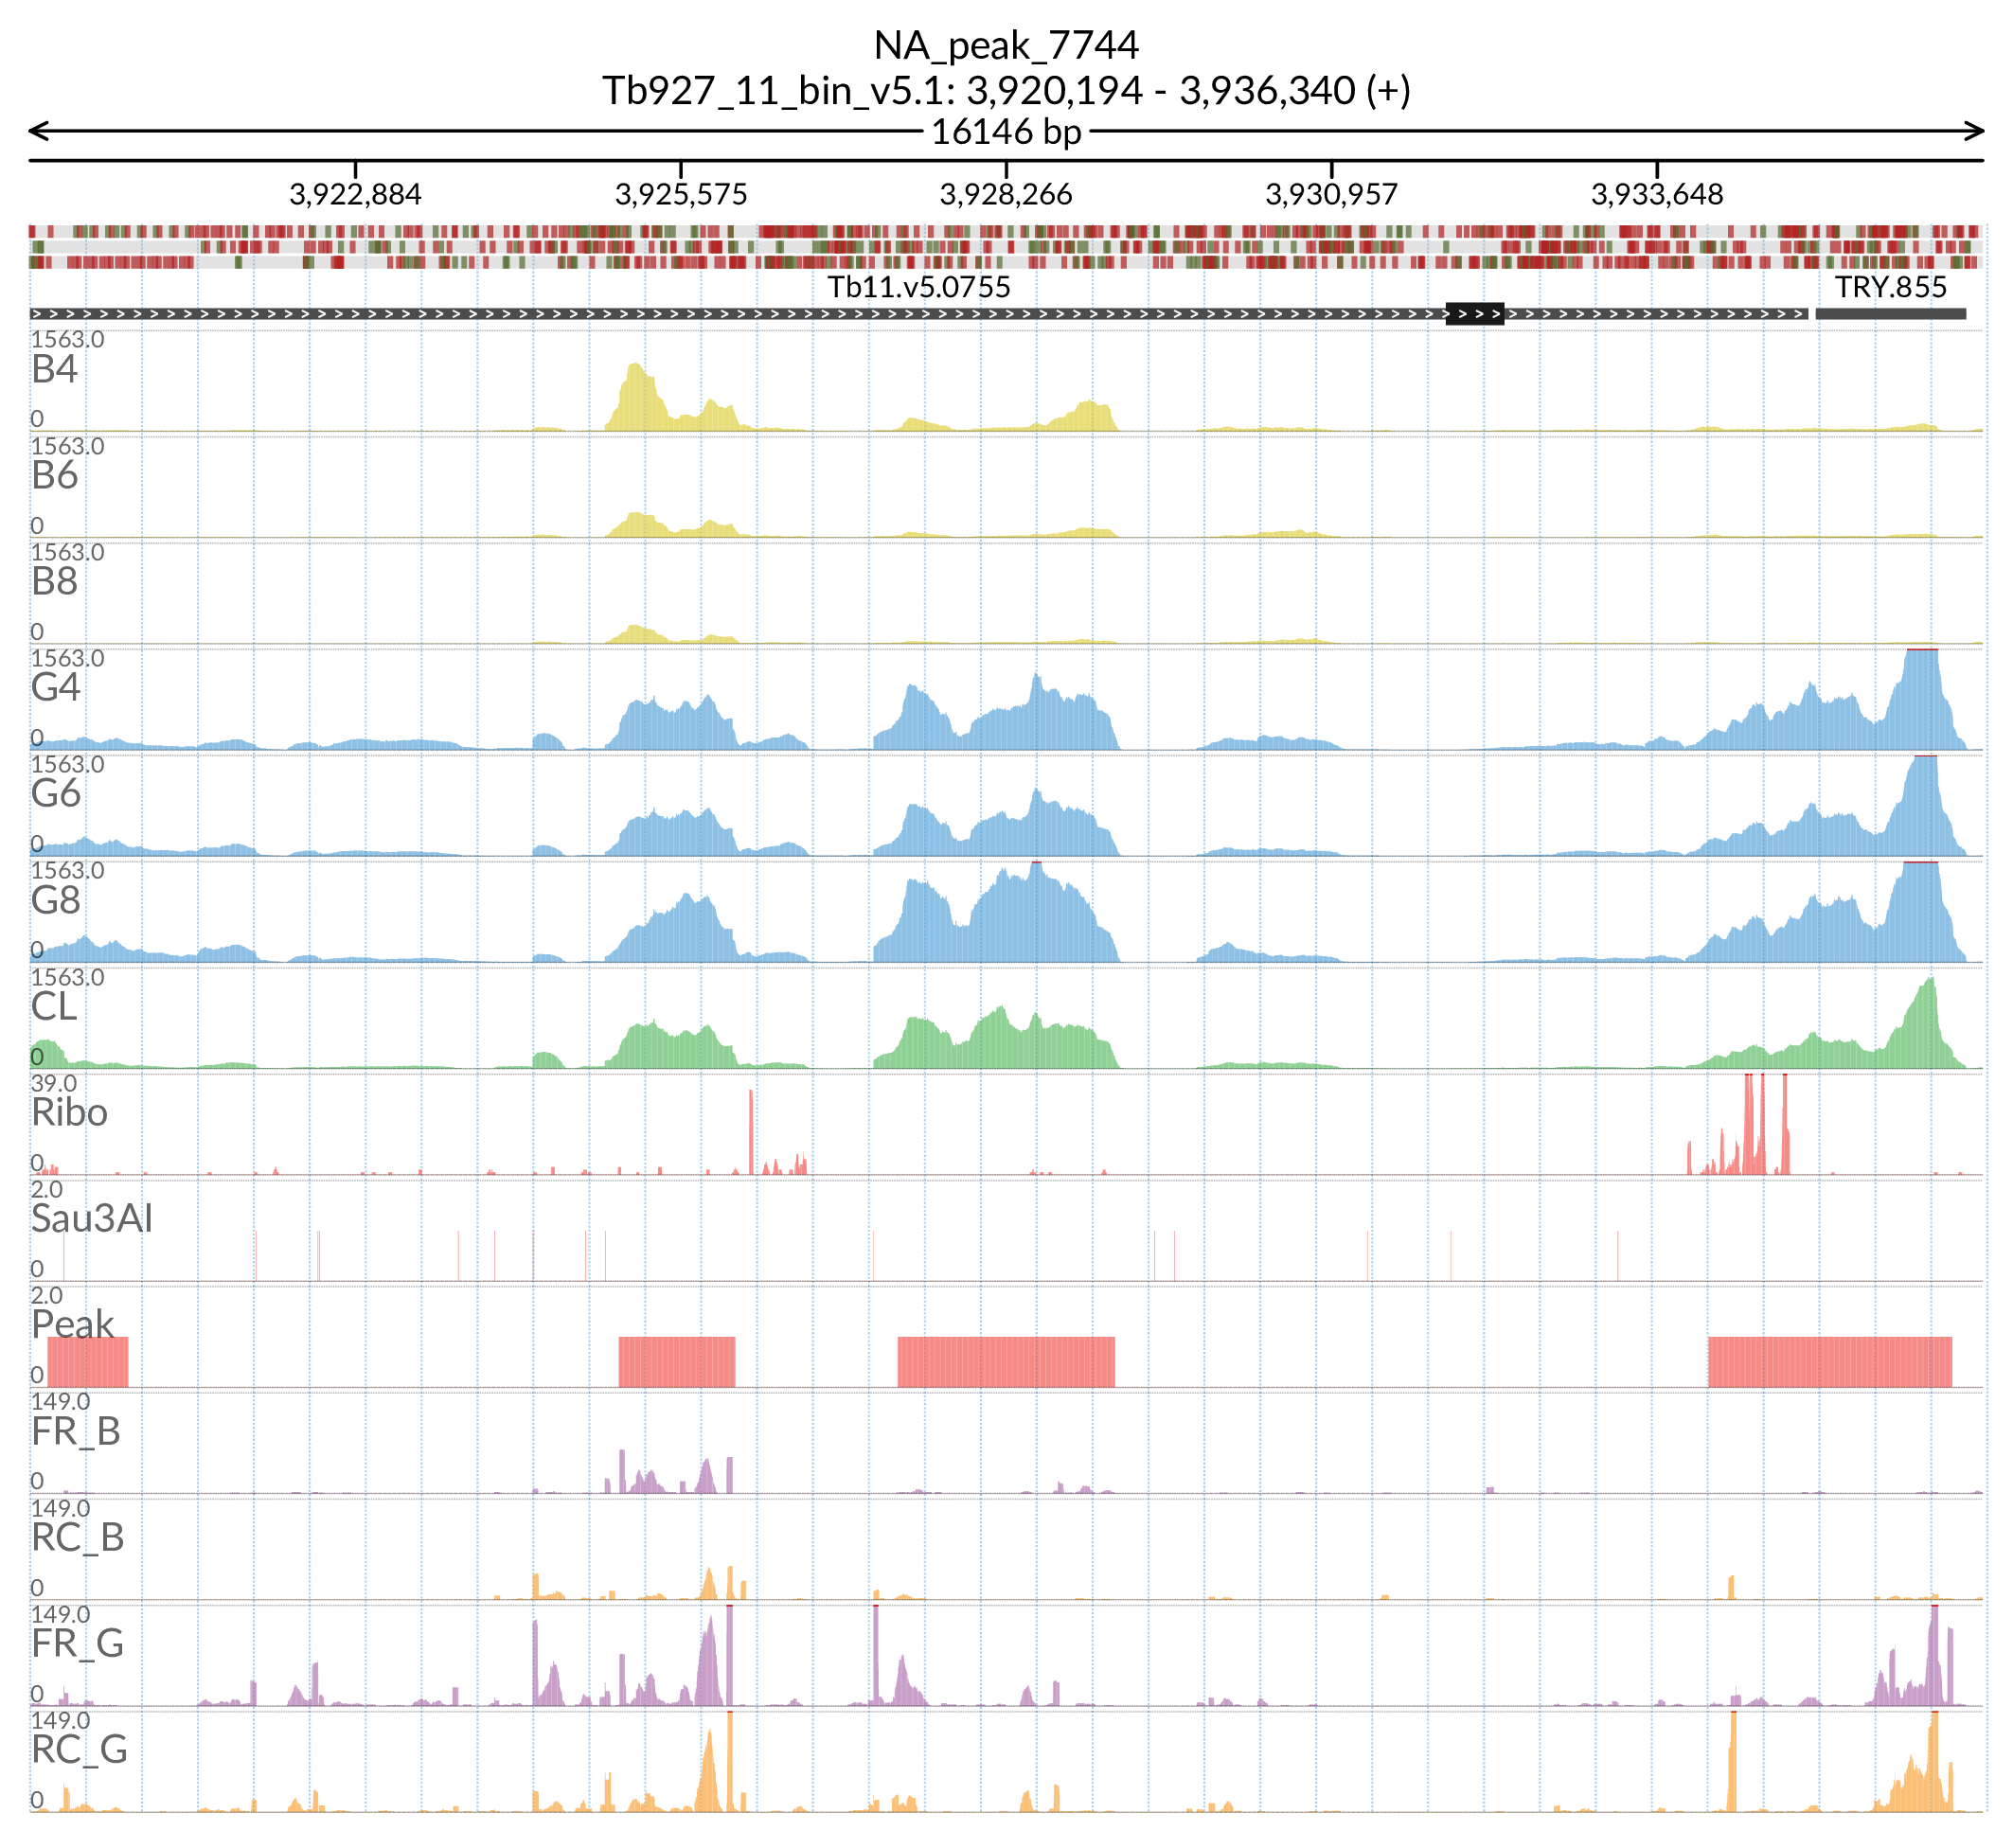 NA_peak_7744
Tb927_11_bin_v5.1: 3,920,194 - 3,936,340 (+)
16146 bp
3,922,884 3,925,575 3,928,266 3,930,957 3,933,648
Tb11.v5.0755 TRY.855
1563.0
B4
0
1563.0
B6
0
1563.0
B8
0
1563.0
G4
0
1563.0
G6
0
1563.0
G8
0
1563.0
CL
0
39.0
Ribo
0
2.0
Sau3AI
0
2.0
Peak
0
149.0
FR_B
0
149.0
RC_B
0
149.0
FR_G
0
149.0
RC_G
0